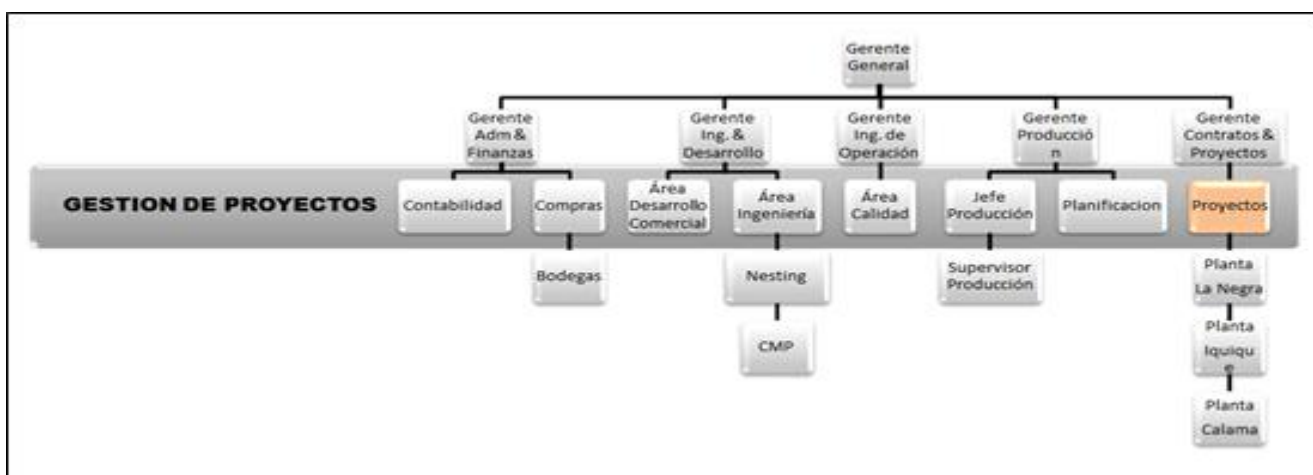 Gerente
General
Gerente
Adm &
Finanzas
Gerente
Ing. &
Desarrollo
Gerente
Ing. de
Operación
Gerente
Producció
n
Gerente
Contratos &
Proyectos
GESTION DE PROYECTOS
Contabilidad
Compras
Área
Desarrollo
Comercial
Área
Ingeniería
Área
Calidad
Jefe
Producción
Planificacion
Proyectos
Bodegas
Nesting
Supervisor
Producción
Planta
La Negra
CMP
Planta
Iquiqu
e
Planta
Calama